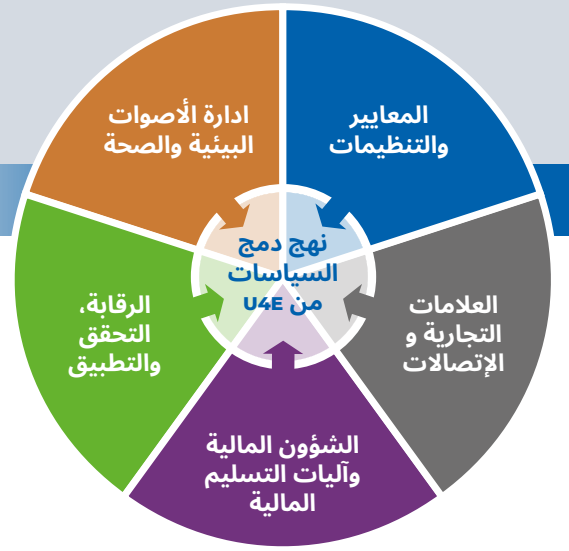 المعايير
والتنظيمات
ادارة الأصوات
البيئية والصحة
نهج دمج
السياسات
من U4E
العلامات
التجارية و
الإتصالات
الرقابة،
التحقق
والتطبيق
الشؤون المالية
وآليات التسليم
المالية